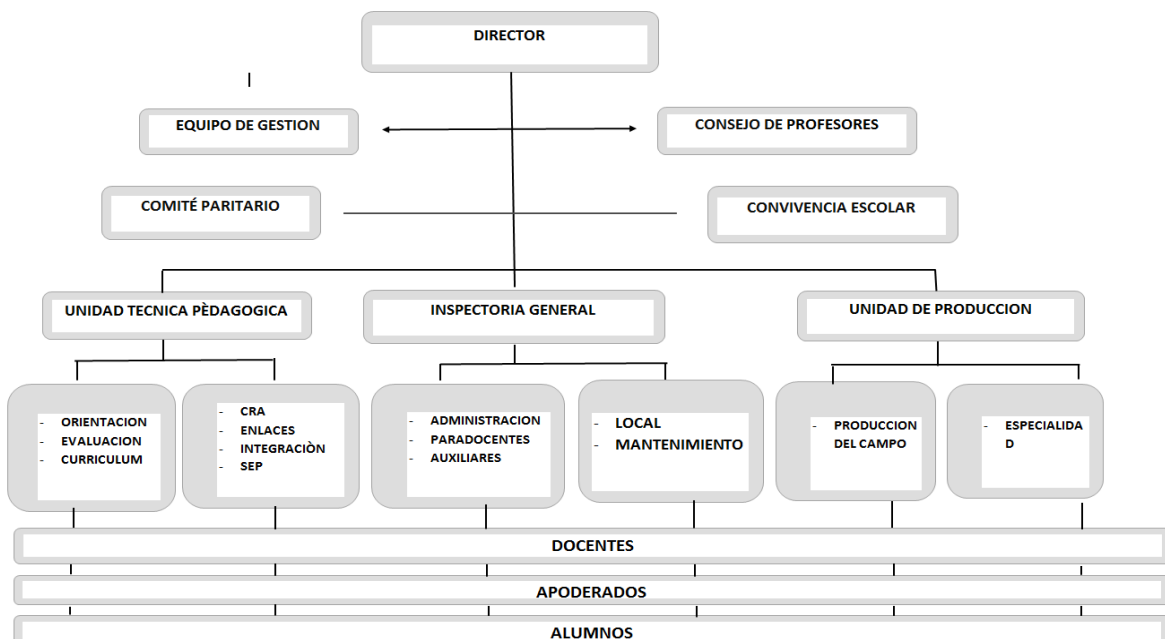 DIRECTOR
EQUIPO DE GESTION
CONSEJO DE PROFESORES
COMITÉ PARITARIO
CONVIVENCIA ESCOLAR
UNIDAD TECNICA PÈDAGOGICA
INSPECTORIA GENERAL
UNIDAD DE PRODUCCION
- ORIENTACION
- EVALUACION
- CURRICULUM
- CRA
- ENLACES
- INTEGRACIÒN
- SEP
- ADMINISTRACION
- PARADOCENTES
- AUXILIARES
- LOCAL
- MANTENIMIENTO
- PRODUCCION
DEL CAMPO
- ESPECIALIDA
D
DOCENTES
APODERADOS
ALUMNOS